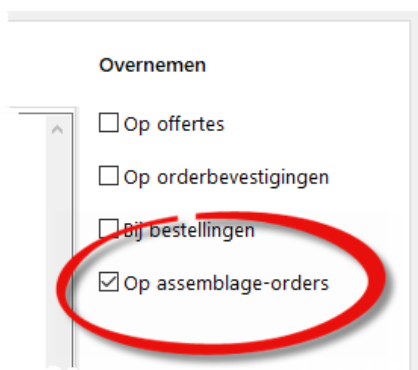 Overnemen
Op offertes
Op orderbevestigingen
Bij bestellingen
Op assemblage-orders